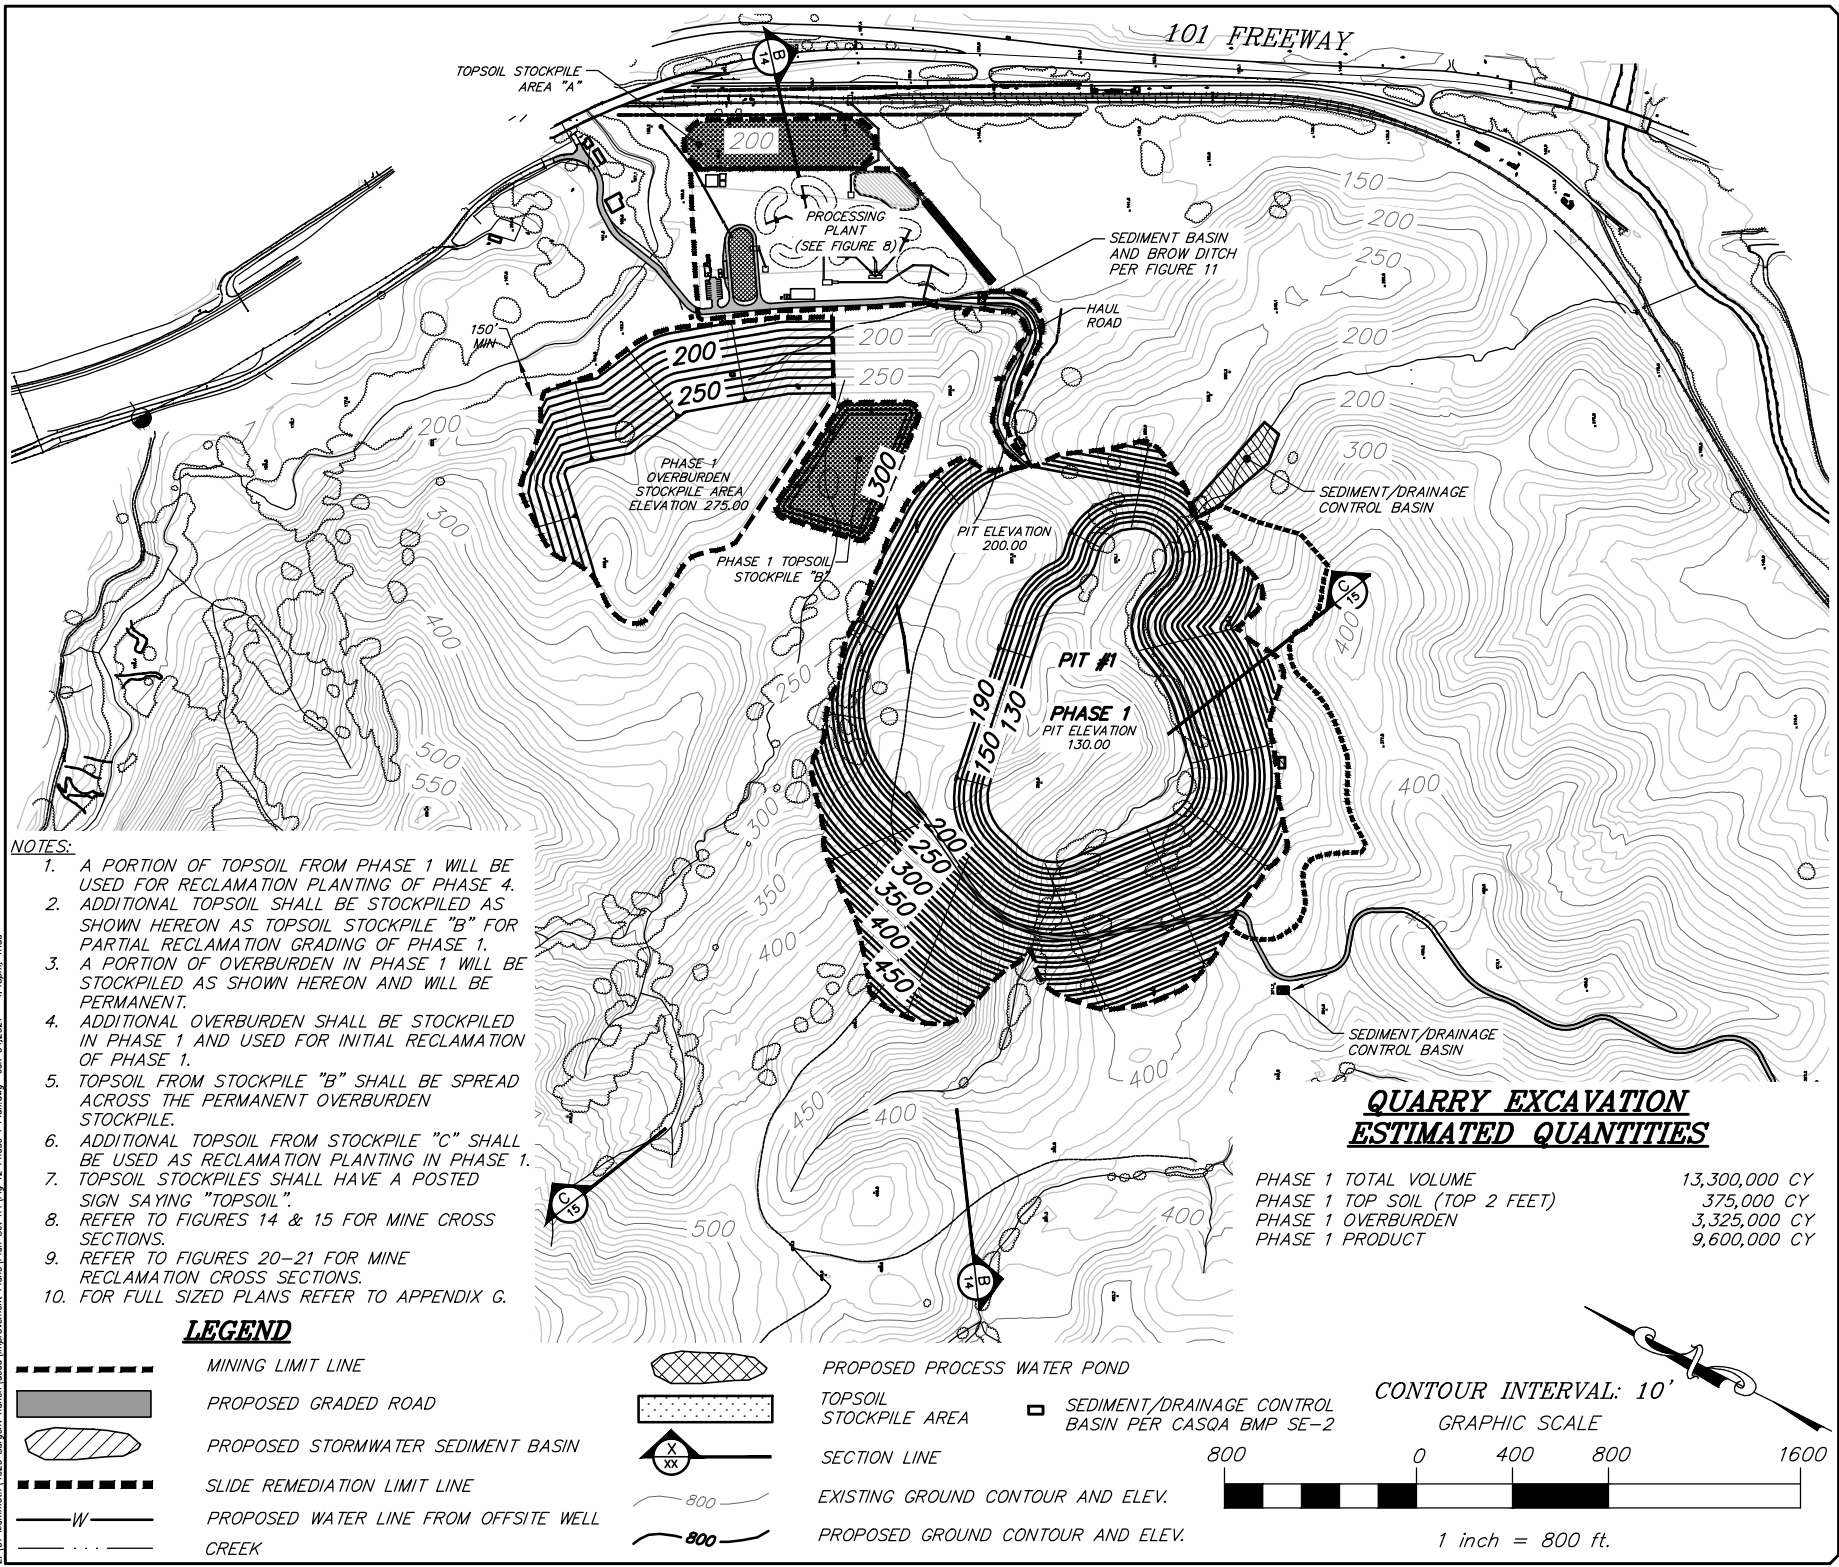 101 FREEWAY
TOPSOIL STOCKPILE
AREA "A"
B
14
200
PROCESSING
PLANT
(SEE FIGURE 8)
SEDIMENT BASIN
AND BROW DITCH
PER FIGURE 11
HAUL
ROAD
150
200
250
200
200
300
150'
MIN
200
250
200
250
200
300
400
500
550
PHASE 1
OVERBURDEN
STOCKPILE AREA
ELEVATION 275.00
300
PHASE 1 TOPSOIL
STOCKPILE "B"
PIT ELEVATION
200.00
SEDIMENT/DRAINAGE
CONTROL BASIN
C
15
400
PIT #1
PHASE 1
PIT ELEVATION
130.00
190
150
130
250
300
350
400
400
200
250
300
350
400
450
SEDIMENT/DRAINAGE
CONTROL BASIN
400
450
400
500
400
C
15
B
14
NOTES:
1. A PORTION OF TOPSOIL FROM PHASE 1 WILL BE
USED FOR RECLAMATION PLANTING OF PHASE 4.
2. ADDITIONAL TOPSOIL SHALL BE STOCKPILED AS
SHOWN HEREON AS TOPSOIL STOCKPILE "B" FOR
PARTIAL RECLAMATION GRADING OF PHASE 1.
3. A PORTION OF OVERBURDEN IN PHASE 1 WILL BE
STOCKPILED AS SHOWN HEREON AND WILL BE
PERMANENT.
4. ADDITIONAL OVERBURDEN SHALL BE STOCKPILED
IN PHASE 1 AND USED FOR INITIAL RECLAMATION
OF PHASE 1.
5. TOPSOIL FROM STOCKPILE "B" SHALL BE SPREAD
ACROSS THE PERMANENT OVERBURDEN
STOCKPILE.
6. ADDITIONAL TOPSOIL FROM STOCKPILE "C" SHALL
BE USED AS RECLAMATION PLANTING IN PHASE 1.
7. TOPSOIL STOCKPILES SHALL HAVE A POSTED
SIGN SAYING "TOPSOIL".
8. REFER TO FIGURES 14 & 15 FOR MINE CROSS
SECTIONS.
9. REFER TO FIGURES 20-21 FOR MINE
RECLAMATION CROSS SECTIONS.
10. FOR FULL SIZED PLANS REFER TO APPENDIX G.
QUARRY EXCAVATION
ESTIMATED QUANTITIES
PHASE 1 TOTAL VOLUME 13,300,000 CY
PHASE 1 TOP SOIL (TOP 2 FEET) 375,000 CY
PHASE 1 OVERBURDEN 3,325,000 CY
PHASE 1 PRODUCT 9,600,000 CY
LEGEND
MINING LIMIT LINE
PROPOSED GRADED ROAD
PROPOSED STORMWATER SEDIMENT BASIN
SLIDE REMEDIATION LIMIT LINE
W PROPOSED WATER LINE FROM OFFSITE WELL
CREEK
PROPOSED PROCESS WATER POND
TOPSOIL
STOCKPILE AREA
SEDIMENT/DRAINAGE CONTROL
BASIN PER CASQA BMP SE-2
X
XX
SECTION LINE
800 EXISTING GROUND CONTOUR AND ELEV.
800 PROPOSED GROUND CONTOUR AND ELEV.
CONTOUR INTERVAL: 10'
GRAPHIC SCALE
800 0 400 800 1600
1 inch = 800 ft.